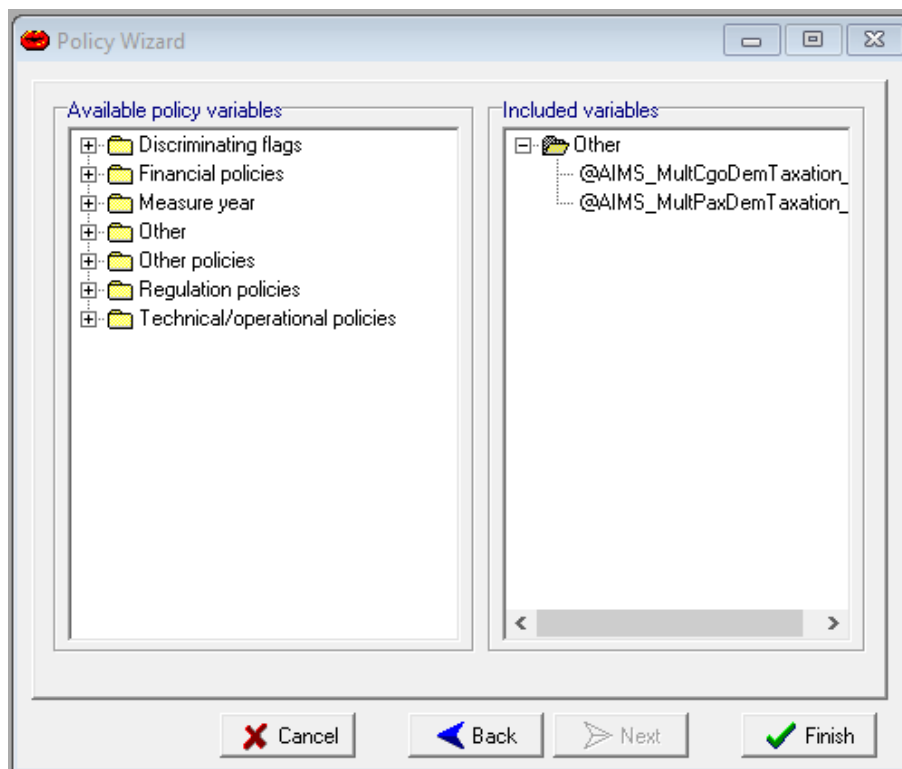 Policy Wizard
Available policy variables
Discriminating flags
Financial policies
Measure year
Other
Other policies
Regulation policies
Technical/operational policies
Included variables
Other
@AIMS_MultCgoDemTaxation_
@AIMS_MultPaxDemTaxation_
Cancel
Back
Next
Finish